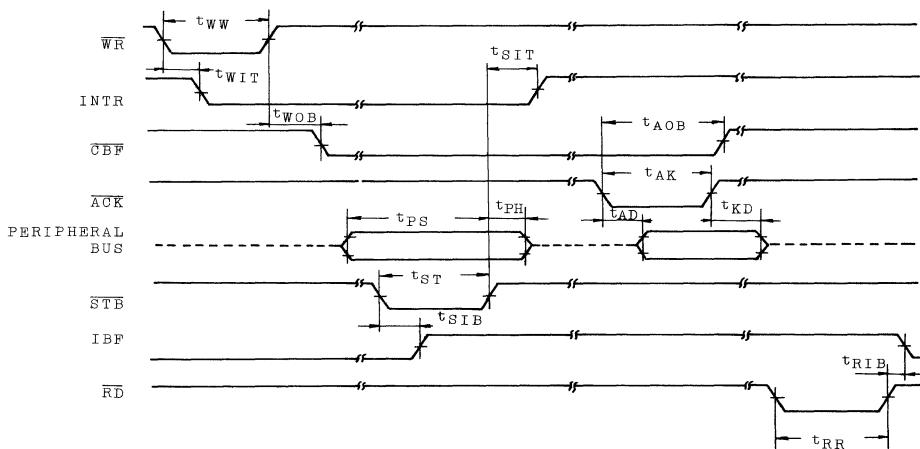 tWW
WR
tSIT
tWIT
INTR
tWOB
tAOB
CBF
tAK
ACK
tPS
tPH
tAD
tKD
PERIPHERAL
BUS
tST
STB
tSIB
IBF
tRIB
RD
tRR